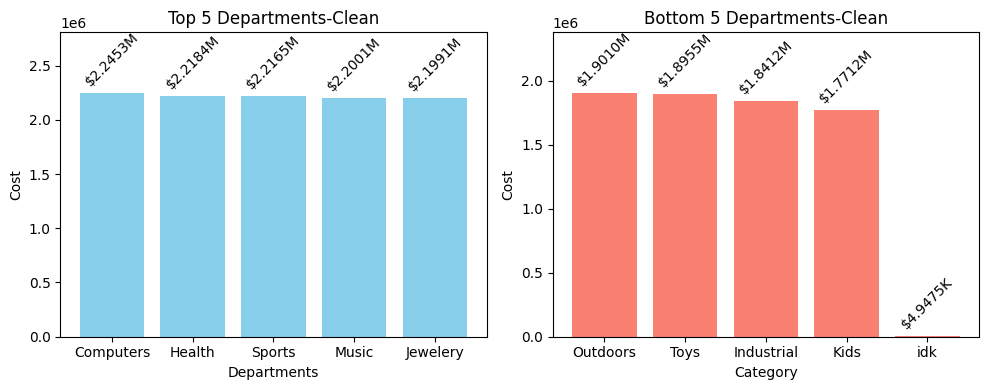 Top 5 Departments-Clean
1e6
Cost
2.5
2.0
1.5
1.0
0.5
0.0
$2.2453M
$2.2184M
$2.2165M
$2.2001M
$2.1991M
Computers Health Sports Music Jewelery
Departments
Bottom 5 Departments-Clean
1e6
Cost
2.0
1.5
1.0
0.5
0.0
$1.9010M
$1.8955M
$1.8412M
$1.7712M
$4.9475K
Outdoors Toys Industrial Kids idk
Category